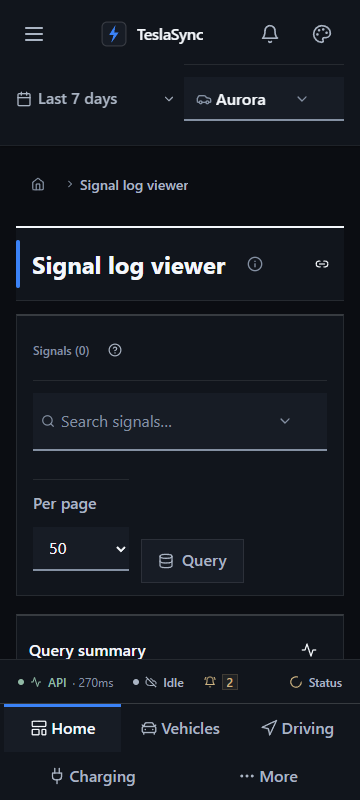 TeslaSync
Last 7 days
Aurora
Signal log viewer
Signal log viewer
Signals (0)
Search signals...
Per page
50
Query
Query summary
API · 270ms
Idle
2
Status
Home
Vehicles
Driving
Charging
More